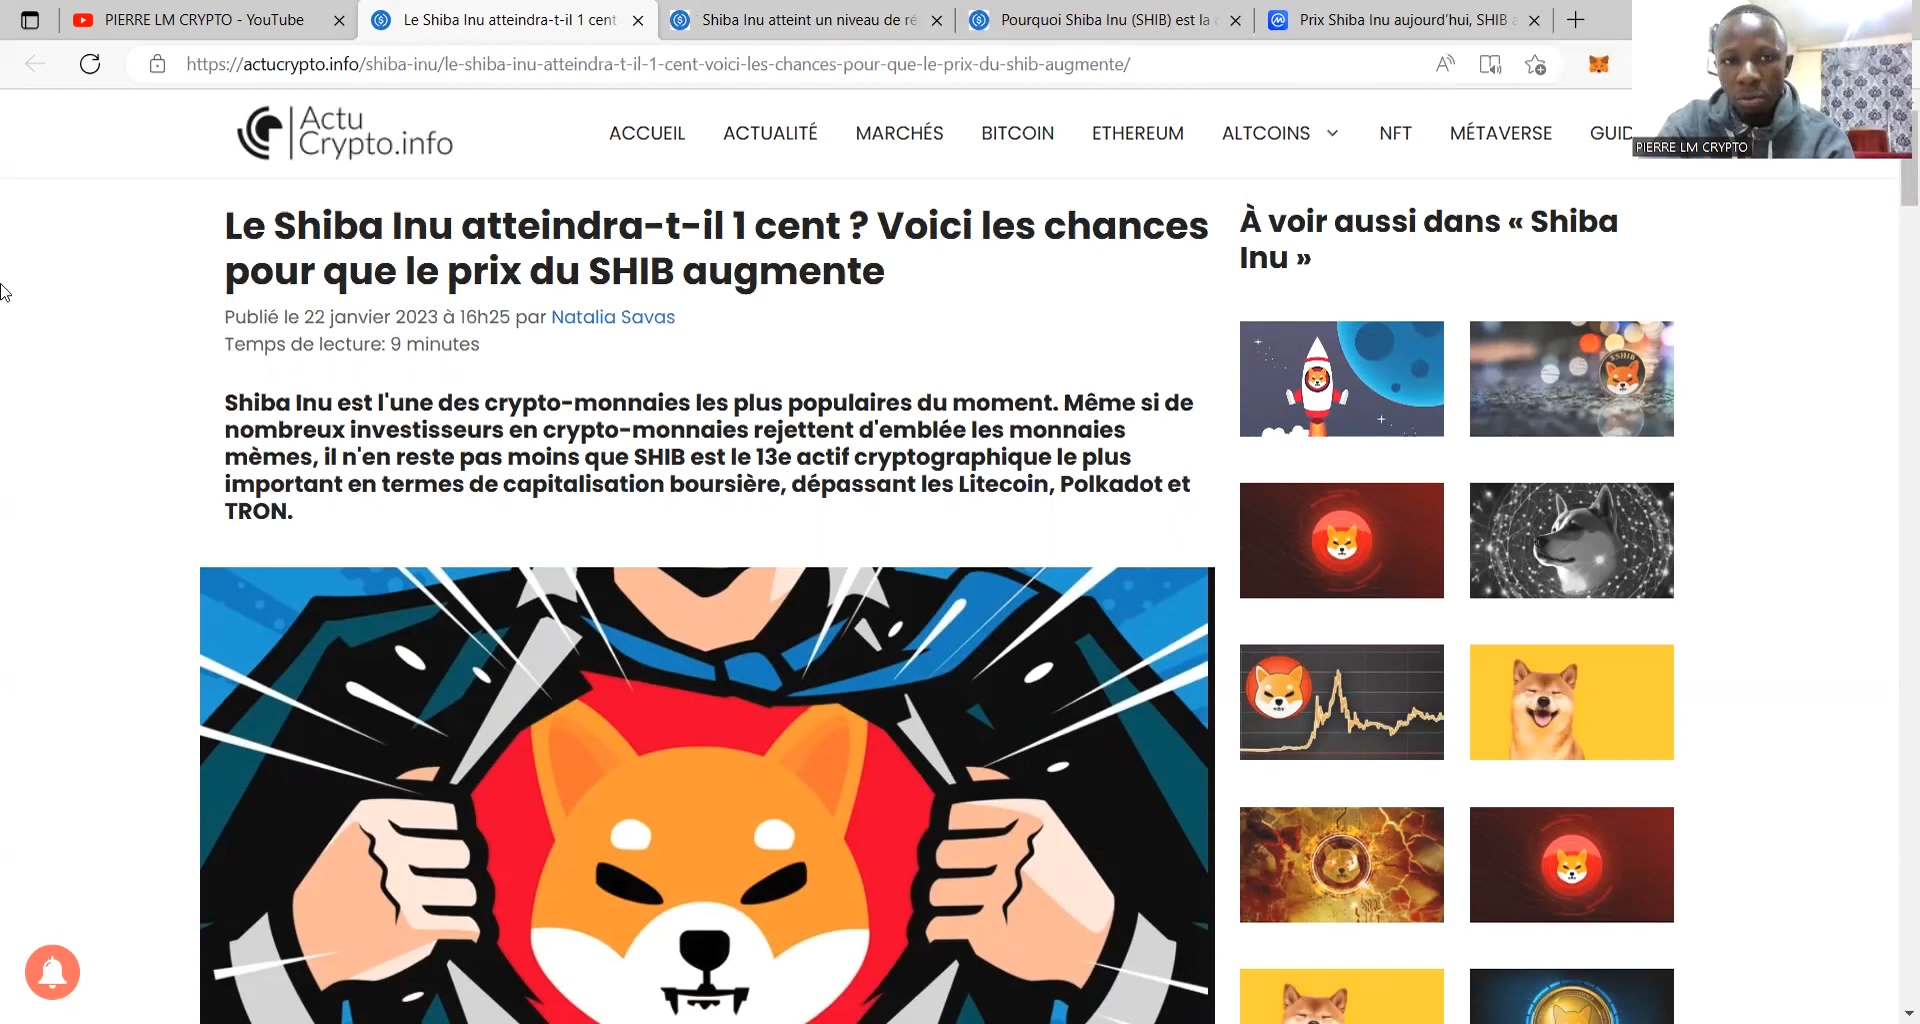 PIERRE LM CRYPTO - YouTube
Le Shiba Inu atteindra-t-il 1 cent
Shiba Inu atteint un niveau de ré
Pourquoi Shiba Inu (SHIB) est la
Prix Shiba Inu aujourd'hui, SHIB
https://actucrypto.info/shiba-inu/le-shiba-inu-atteindra-t-il-1-cent-voici-les-chances-pour-que-le-prix-du-shib-augmente/
PIERRE LM CRYPTO
Actu
Crypto.info
ACCUEIL
ACTUALITÉ
MARCHÉS
BITCOIN
ETHEREUM
ALTCOINS
NFT
MÉTAVERSE
GUID
Le Shiba Inu atteindra-t-il 1 cent ? Voici les chances
pour que le prix du SHIB augmente
Publié le 22 janvier 2023 à 16h25 par Natalia Savas
Temps de lecture: 9 minutes
Shiba Inu est l'une des crypto-monnaies les plus populaires du moment. Même si de
nombreux investisseurs en crypto-monnaies rejettent d'emblée les monnaies
mèmes, il n'en reste pas moins que SHIB est le 13e actif cryptographique le plus
important en termes de capitalisation boursière, dépassant les Litecoin, Polkadot et
TRON.
À voir aussi dans « Shiba
Inu »
$SHIB